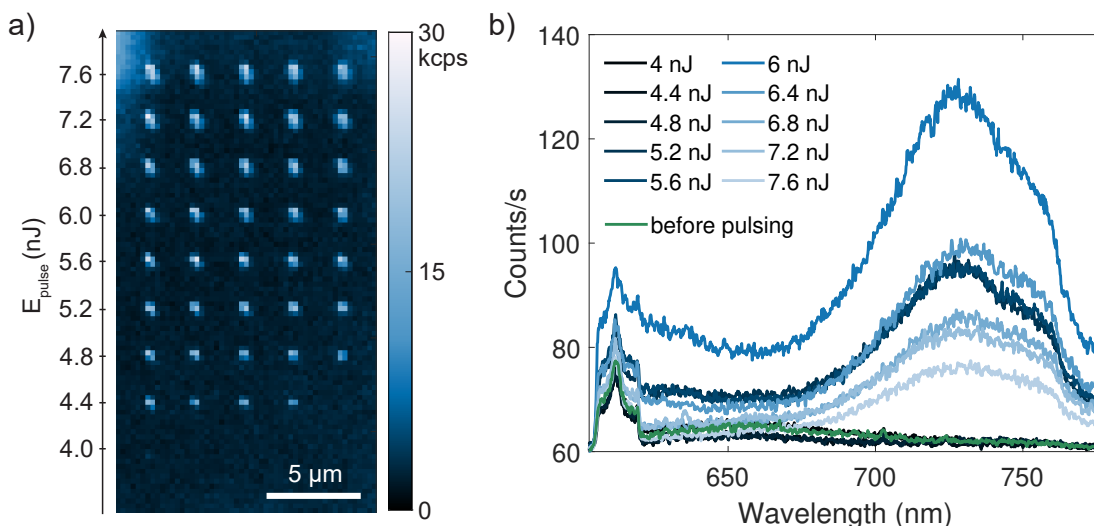 a)
30
kcps
15
0
E_pulse (nJ)
7.6
7.2
6.8
6.0
5.6
5.2
4.8
4.4
4.0
5 µm
b)
Counts/s
140
120
100
80
60
4 nJ
4.4 nJ
4.8 nJ
5.2 nJ
5.6 nJ
6 nJ
6.4 nJ
6.8 nJ
7.2 nJ
7.6 nJ
before pulsing
650
700
750
Wavelength (nm)